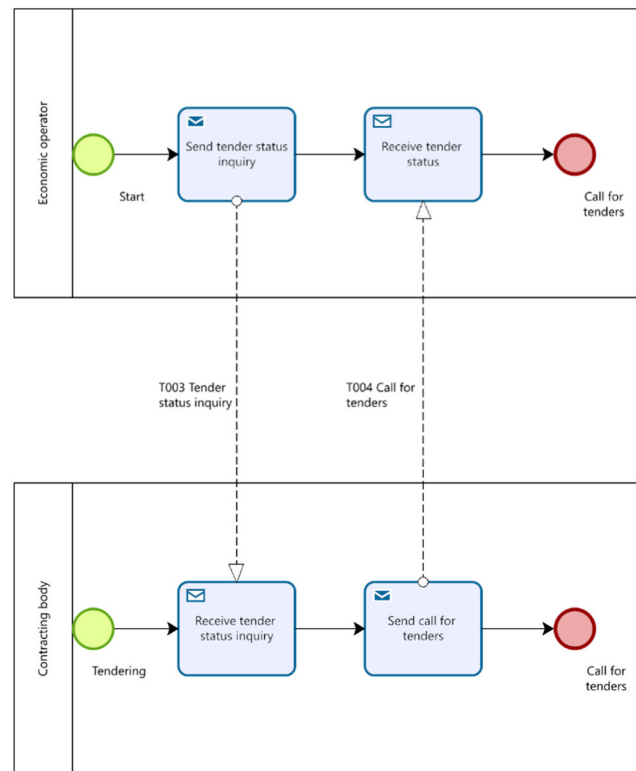 Economic operator
Start
Send tender status
inquiry
Receive tender
status
Call for
tenders
T003 Tender
status inquiry
T004 Call for
tenders
Contracting body
Tendering
Receive tender
status inquiry
Send call for
tenders
Call for
tenders